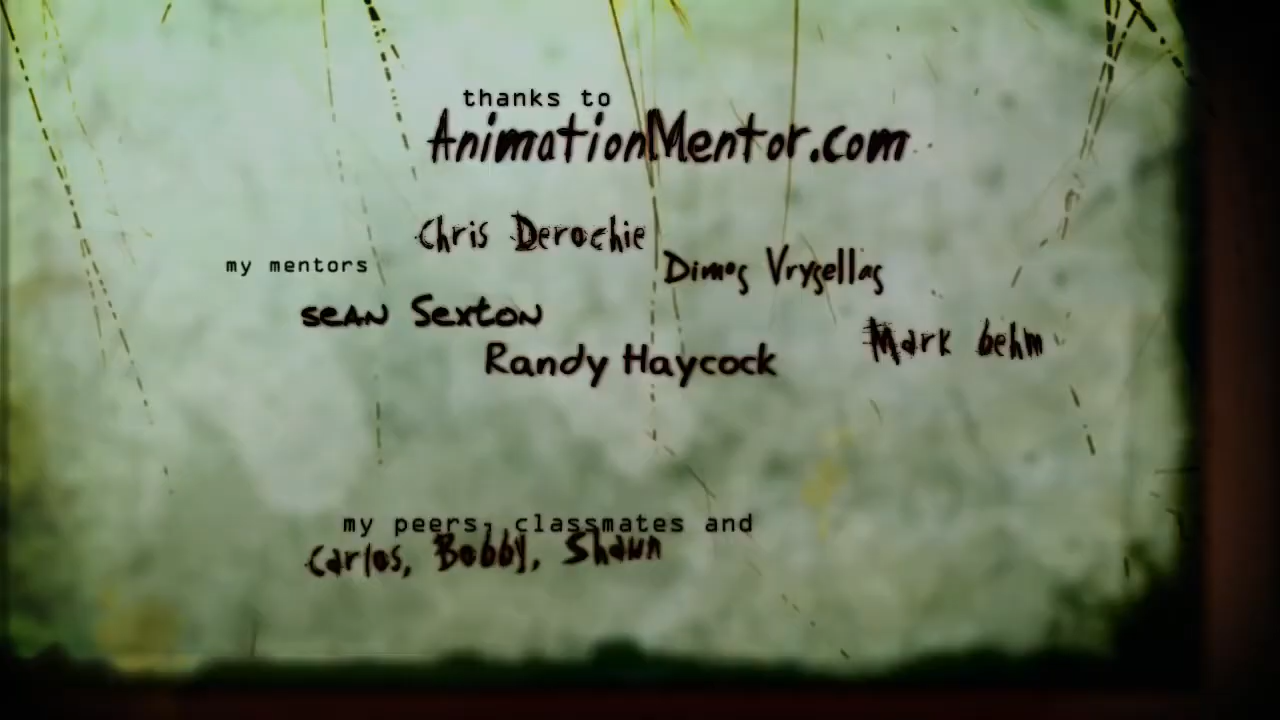 thanks to
AnimationMentor.com
Chris Derochie
my mentors
Dimos Vrysellas
sean Sexton
Mark behm
Randy Haycock
my peers, classmates and
Carlos, Bobby, Shawn